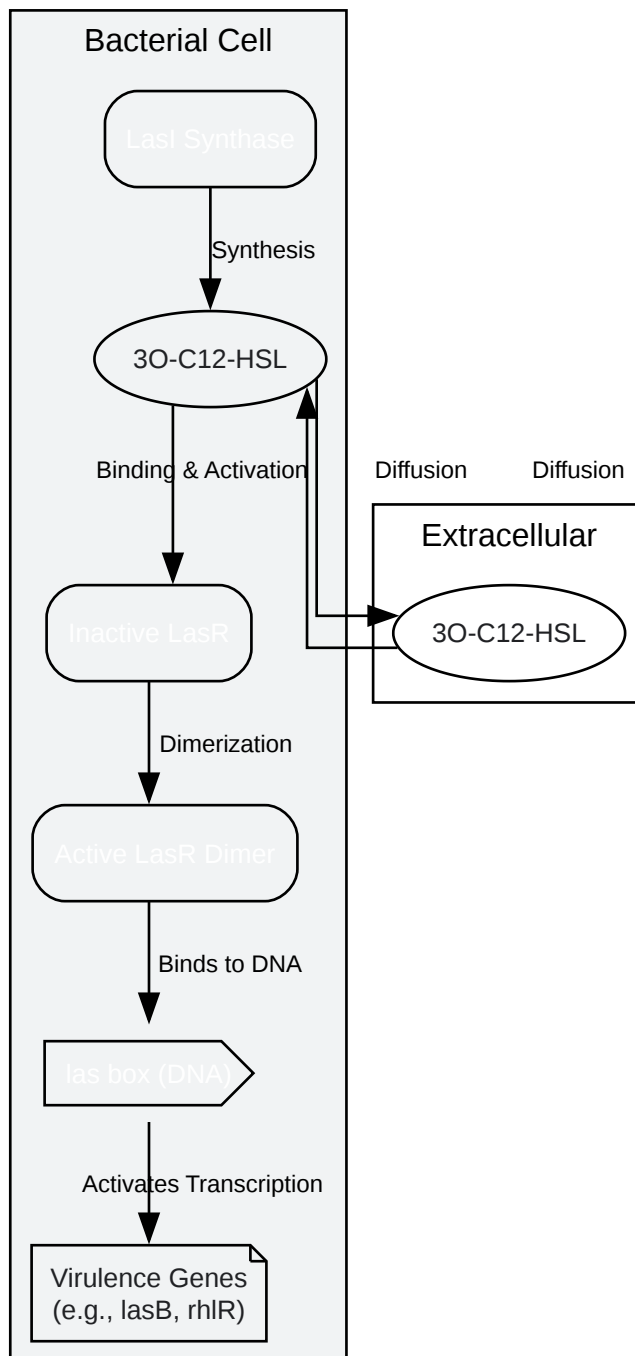 Bacterial Cell
LasI Synthase
Synthesis
3O-C12-HSL
Binding & Activation
Diffusion
Diffusion
Extracellular
Inactive LasR
3O-C12-HSL
Dimerization
Active LasR Dimer
Binds to DNA
las box (DNA)
Activates Transcription
Virulence Genes
(e.g., lasB, rhlR)